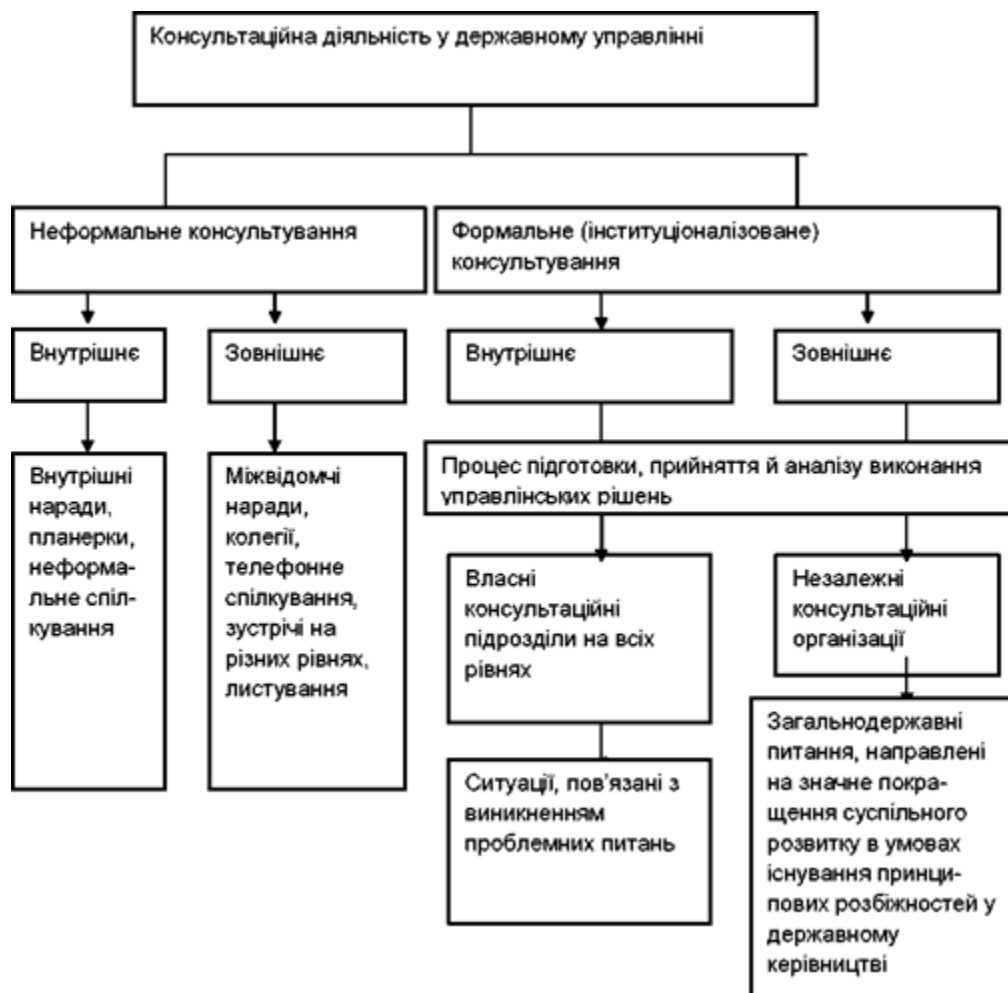 Консультаційна діяльність у державному управлінні
Неформальне консультування
Формальне (інституціоналізоване)
консультування
Внутрішнє
Зовнішнє
Внутрішнє
Зовнішнє
Внутрішні
наради,
планерки,
неформа-
льне спіл-
кування
Міжвідомчі
наради,
колегії,
телефонне
спілкування,
зустрічі на
різних рівнях,
листування
Процес підготовки, прийняття й аналізу виконання
управлінських рішень
Власні
консультаційні
підрозділи на всіх
рівнях
Незалежні
консультаційні
організації
Ситуації, пов’язані з
виникненням
проблемних питань
Загальнодержавні
питання, направлені
на значне покра-
щення суспільного
розвитку в умовах
існування принци-
пових розбіжностей у
державному
керівництві